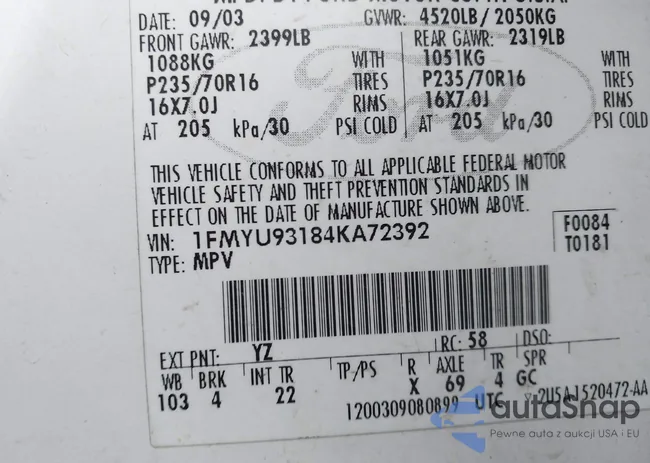 DATE: 09/03 GVWR: 4520LB/ 2050KG
FRONT GAWR: 2399LB REAR GAWR: 2319LB
1088KG WITH 1051KG WITH
P235/70R16 TIRES P235/70R16 TIRES
16X7.0J RIMS 16X7.0J RIMS
AT 205 kPa/30 PSI COLD AT 205 kPa/30 PSI COLD
THIS VEHICLE CONFORMS TO ALL APPLICABLE FEDERAL MOTOR
VEHICLE SAFETY AND THEFT PREVENTION STANDARDS IN
EFFECT ON THE DATE OF MANUFACTURE SHOWN ABOVE.
VIN: 1FMYU93184KA72392 F0084
TYPE: MPV T0181
EXT PNT: YZ RC: 58 DSO:
WB BRK INT TR TP/PS R AXLE TR SPR
103 4 22 X 69 4 GC
1200309080899 UTC 2U5AJ520472-AA
autoSnap
Pewne auta z aukcji USA i EU